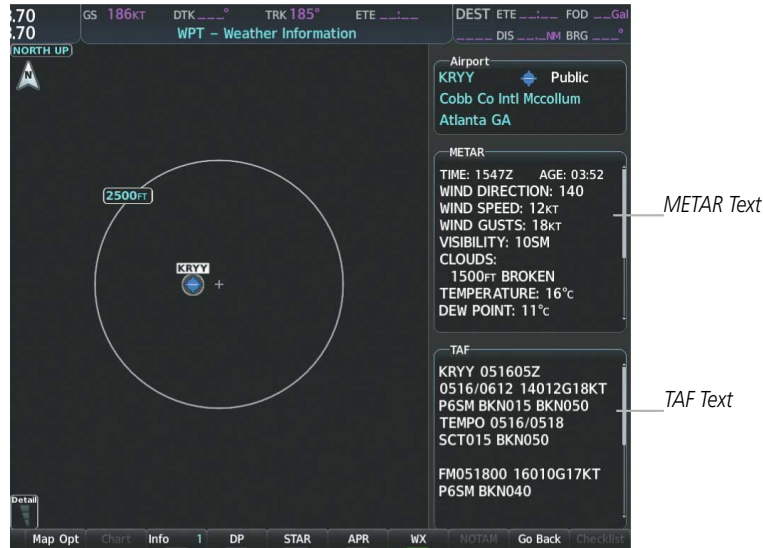 .70
.70
GS 186KT DTK ___° TRK 185° ETE __:__
WPT – Weather Information
DEST ETE __:__ FOD __Gal
____ DIS __._NM BRG ___°
NORTH UP
N
2500FT
KRYY
Airport
KRYY Public
Cobb Co Intl Mccollum
Atlanta GA
METAR
TIME: 1547Z AGE: 03:52
WIND DIRECTION: 140
WIND SPEED: 12KT
WIND GUSTS: 18KT
VISIBILITY: 10SM
CLOUDS:
1500FT BROKEN
TEMPERATURE: 16°C
DEW POINT: 11°C
METAR Text
TAF
KRYY 051605Z
0516/0612 14012G18KT
P6SM BKN015 BKN050
TEMPO 0516/0518
SCT015 BKN050
FM051800 16010G17KT
P6SM BKN040
TAF Text
Detail
Map Opt Chart Info 1 DP STAR APR WX NOTAM Go Back Checklist